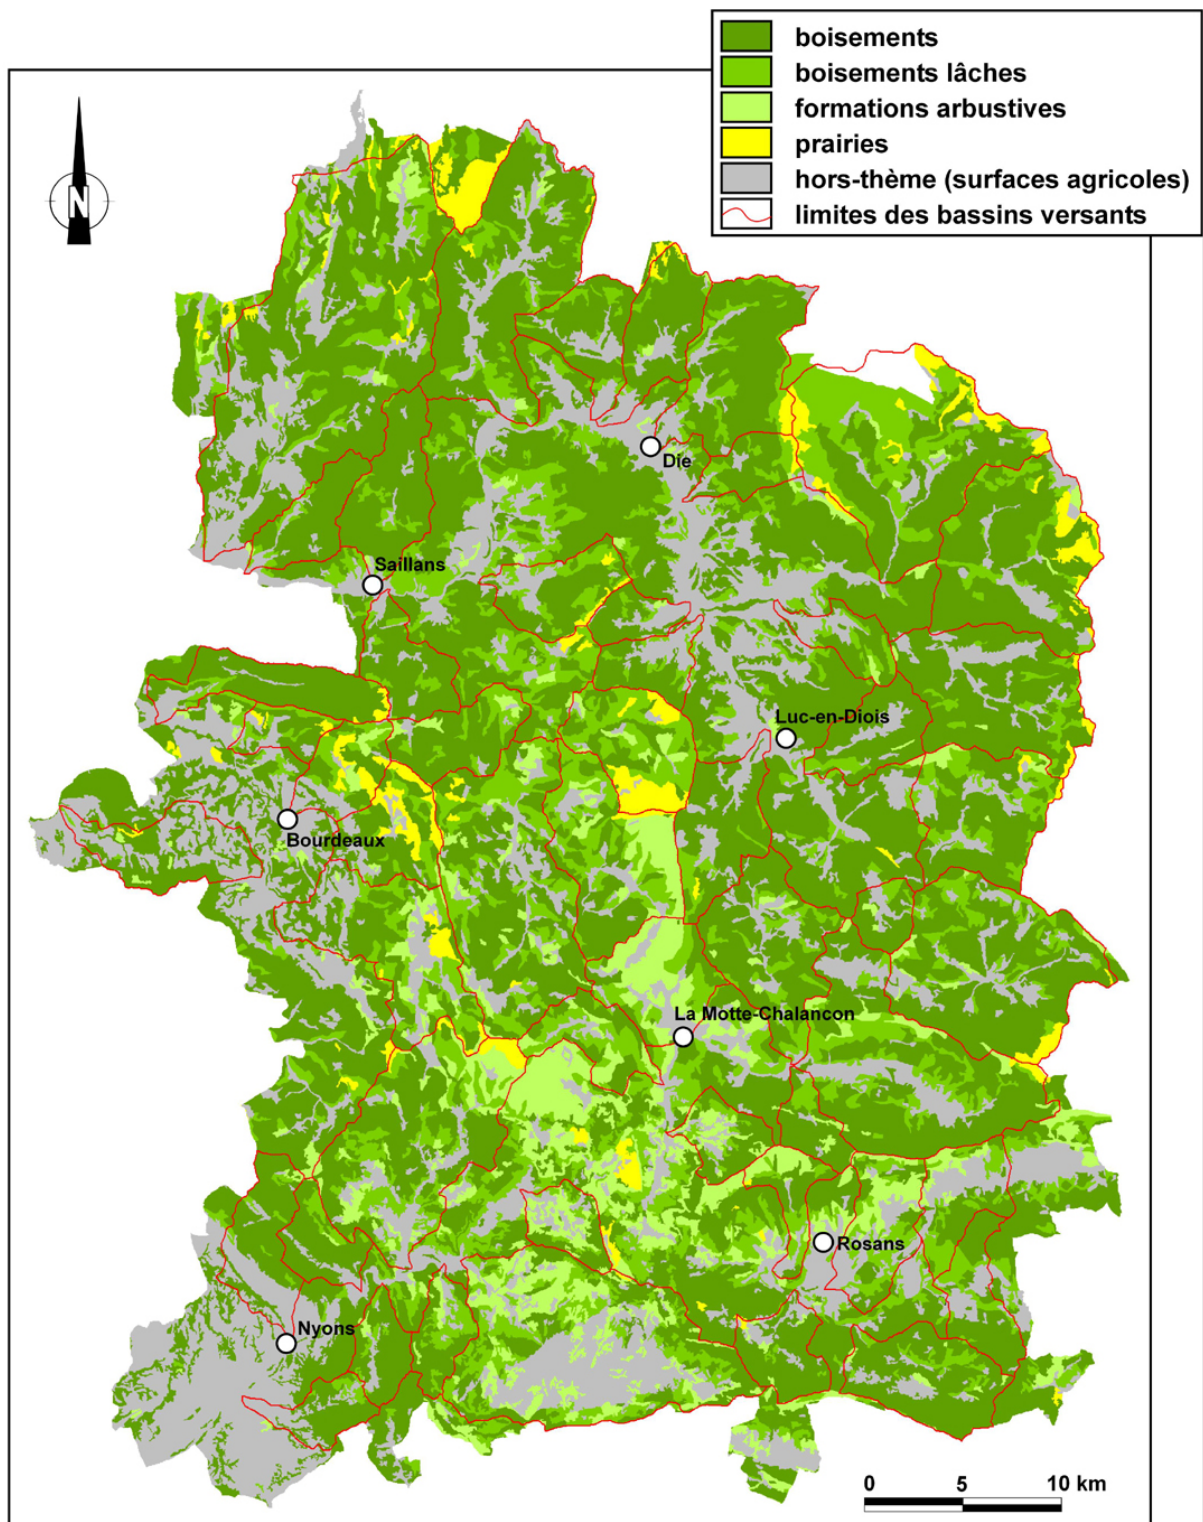 boisements
boisements lâches
formations arbustives
prairies
hors-thème (surfaces agricoles)
limites des bassins versants
N
Die
Saillans
Luc-en-Diois
Bourdeaux
La Motte-Chalancon
Rosans
Nyons
0 5 10 km